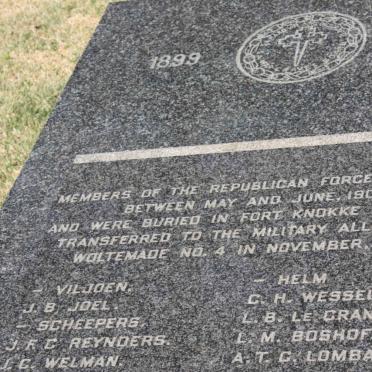 1899
MEMBERS OF THE REPUBLICAN FORCE
BETWEEN MAY AND JUNE, 190
AND WERE BURIED IN FORT KNOKKE
TRANSFERRED TO THE MILITARY ALL
WOLTEMADE NO. 4 IN NOVEMBER,
- VILJOEN.
J. B. JOEL.
- SCHEEPERS.
J. F. C. REYNDERS.
J. C. WELMAN.
- HELM
C. H. WESSEL
L. B. LE GRAN
L. M. BOSHOF
A. T. C. LOMBA